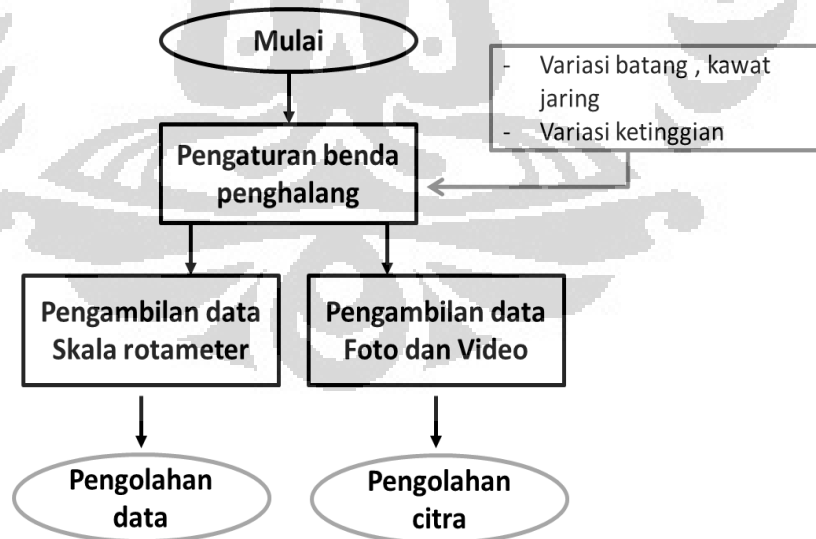 Mulai
- Variasi batang , kawat
jaring
- Variasi ketinggian
Pengaturan benda
penghalang
Pengambilan data
Skala rotameter
Pengambilan data
Foto dan Video
Pengolahan
data
Pengolahan
citra